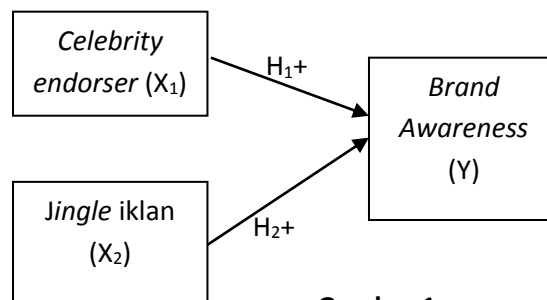 Celebrity
endorser (X₁)
H₁+
Brand
Awareness
(Y)
Jingle iklan
(X₂)
H₂+